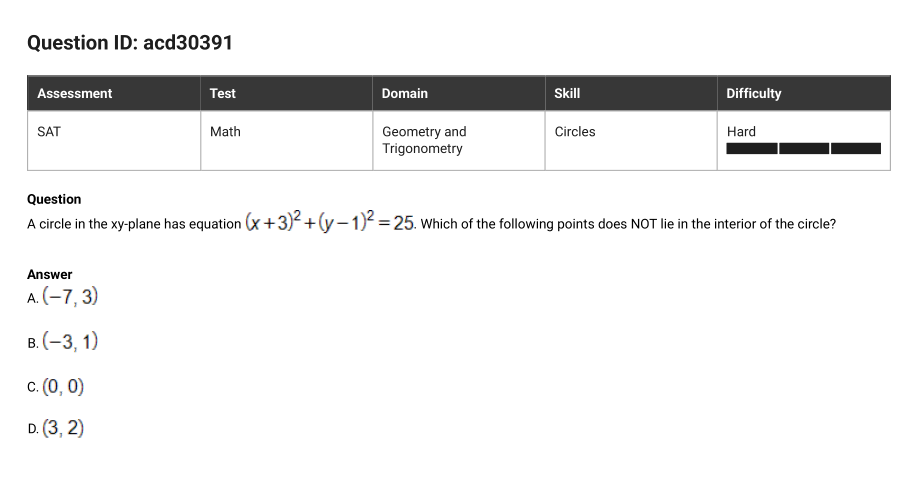 Question ID: acd30391
Assessment Test Domain Skill Difficulty
SAT Math Geometry and Trigonometry Circles Hard
Question
A circle in the xy-plane has equation (x+3)² + (y−1)² = 25. Which of the following points does NOT lie in the interior of the circle?
Answer
A. (−7, 3)
B. (−3, 1)
C. (0, 0)
D. (3, 2)